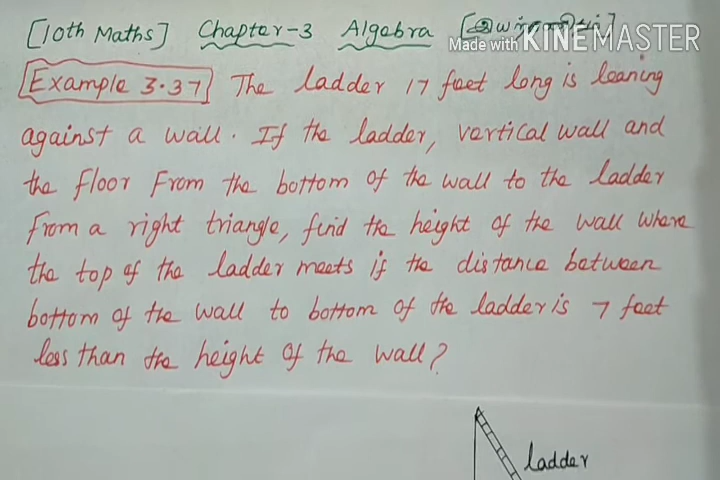 [10th Maths] Chapter-3 Algebra
Made with KINEMASTER
[Example 3.37] The ladder 17 feet long is leaning
against a wall. If the ladder, vertical wall and
the floor From the bottom of the wall to the ladder
from a right triangle, find the height of the wall where
the top of the ladder meets if the distance between
bottom of the wall to bottom of the ladder is 7 feet
less than the height of the wall?
ladder